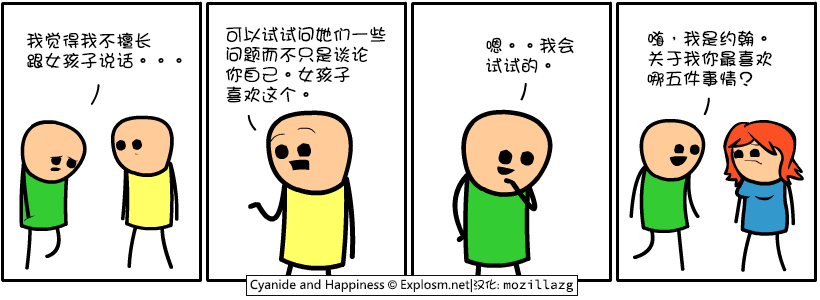 我觉得我不擅长
跟女孩子说话。。。
可以试试问她们一些
问题而不只是谈论
你自己。女孩子
喜欢这个。
嗯。。我会
试试的。
嗨，我是约翰。
关于我你最喜欢
哪五件事情？
Cyanide and Happiness © Explosm.net|汉化: mozillazg